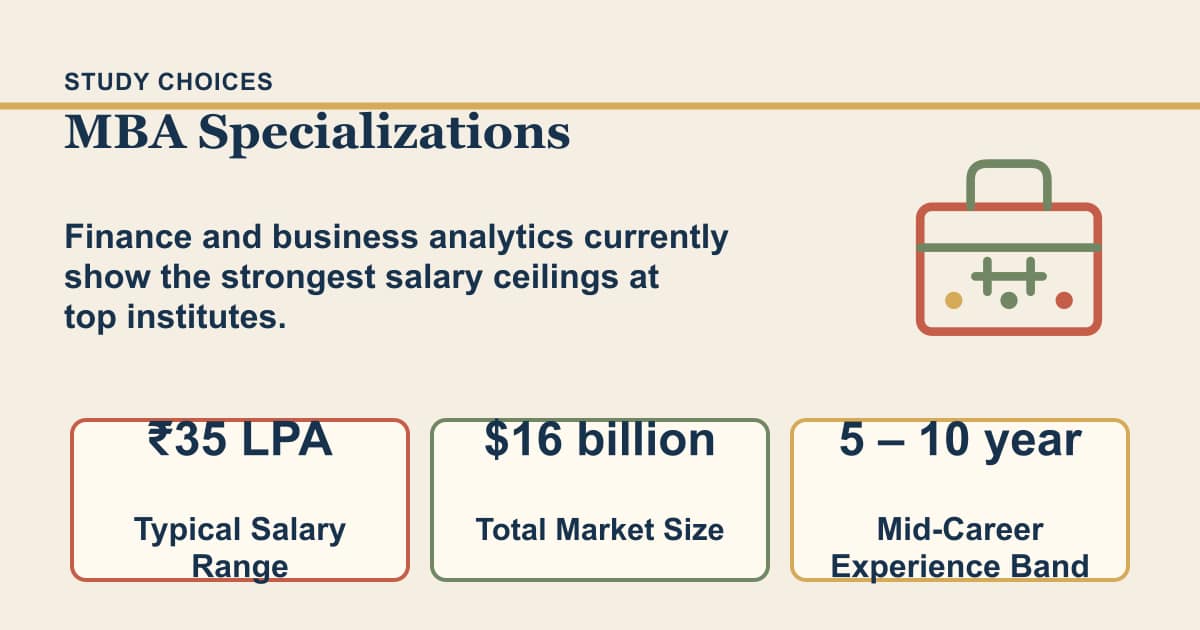 STUDY CHOICES
MBA Specializations
Finance and business analytics currently
show the strongest salary ceilings at
top institutes.
₹35 LPA
Typical Salary
Range
$16 billion
Total Market Size
5 – 10 year
Mid-Career
Experience Band